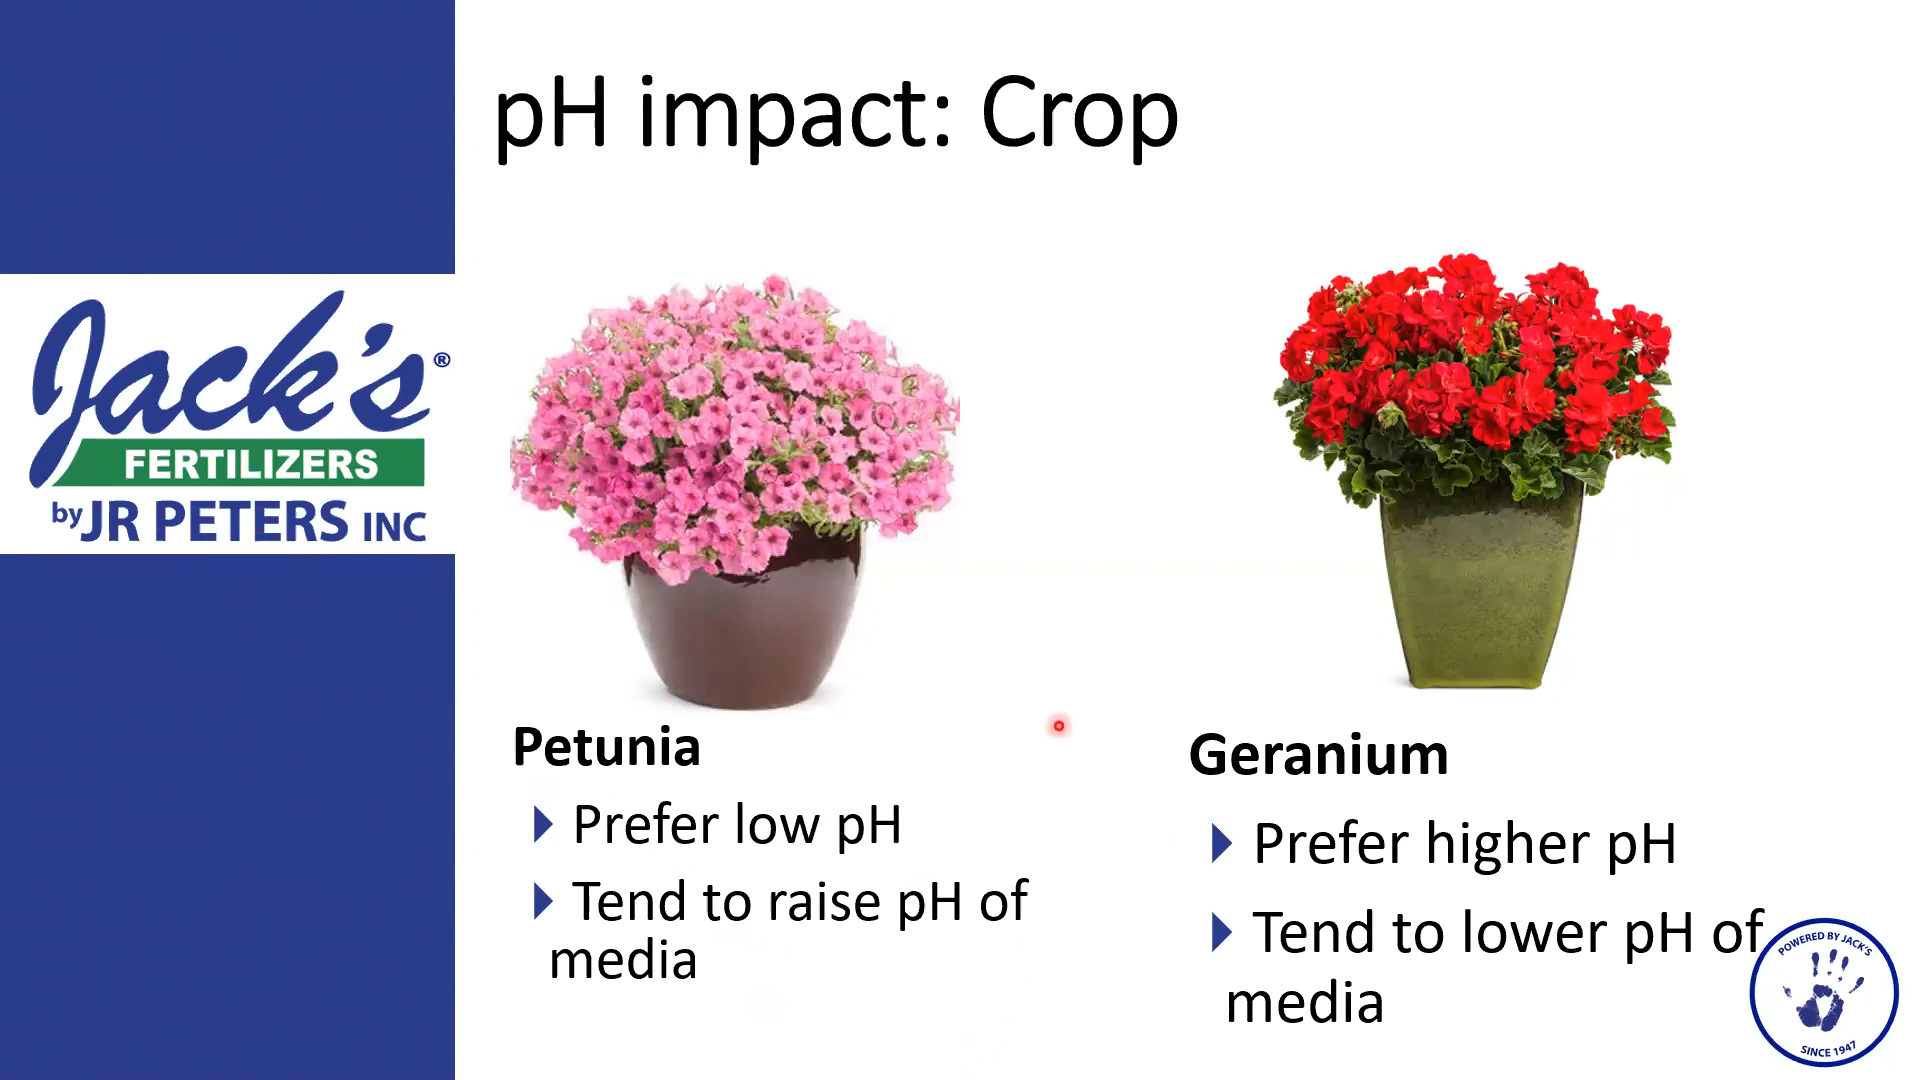 pH impact: Crop
Jack's®
FERTILIZERS
by JR PETERS INC
Petunia
Prefer low pH
Tend to raise pH of
media
Geranium
Prefer higher pH
Tend to lower pH of
media
POWERED BY JACK'S
SINCE 1947